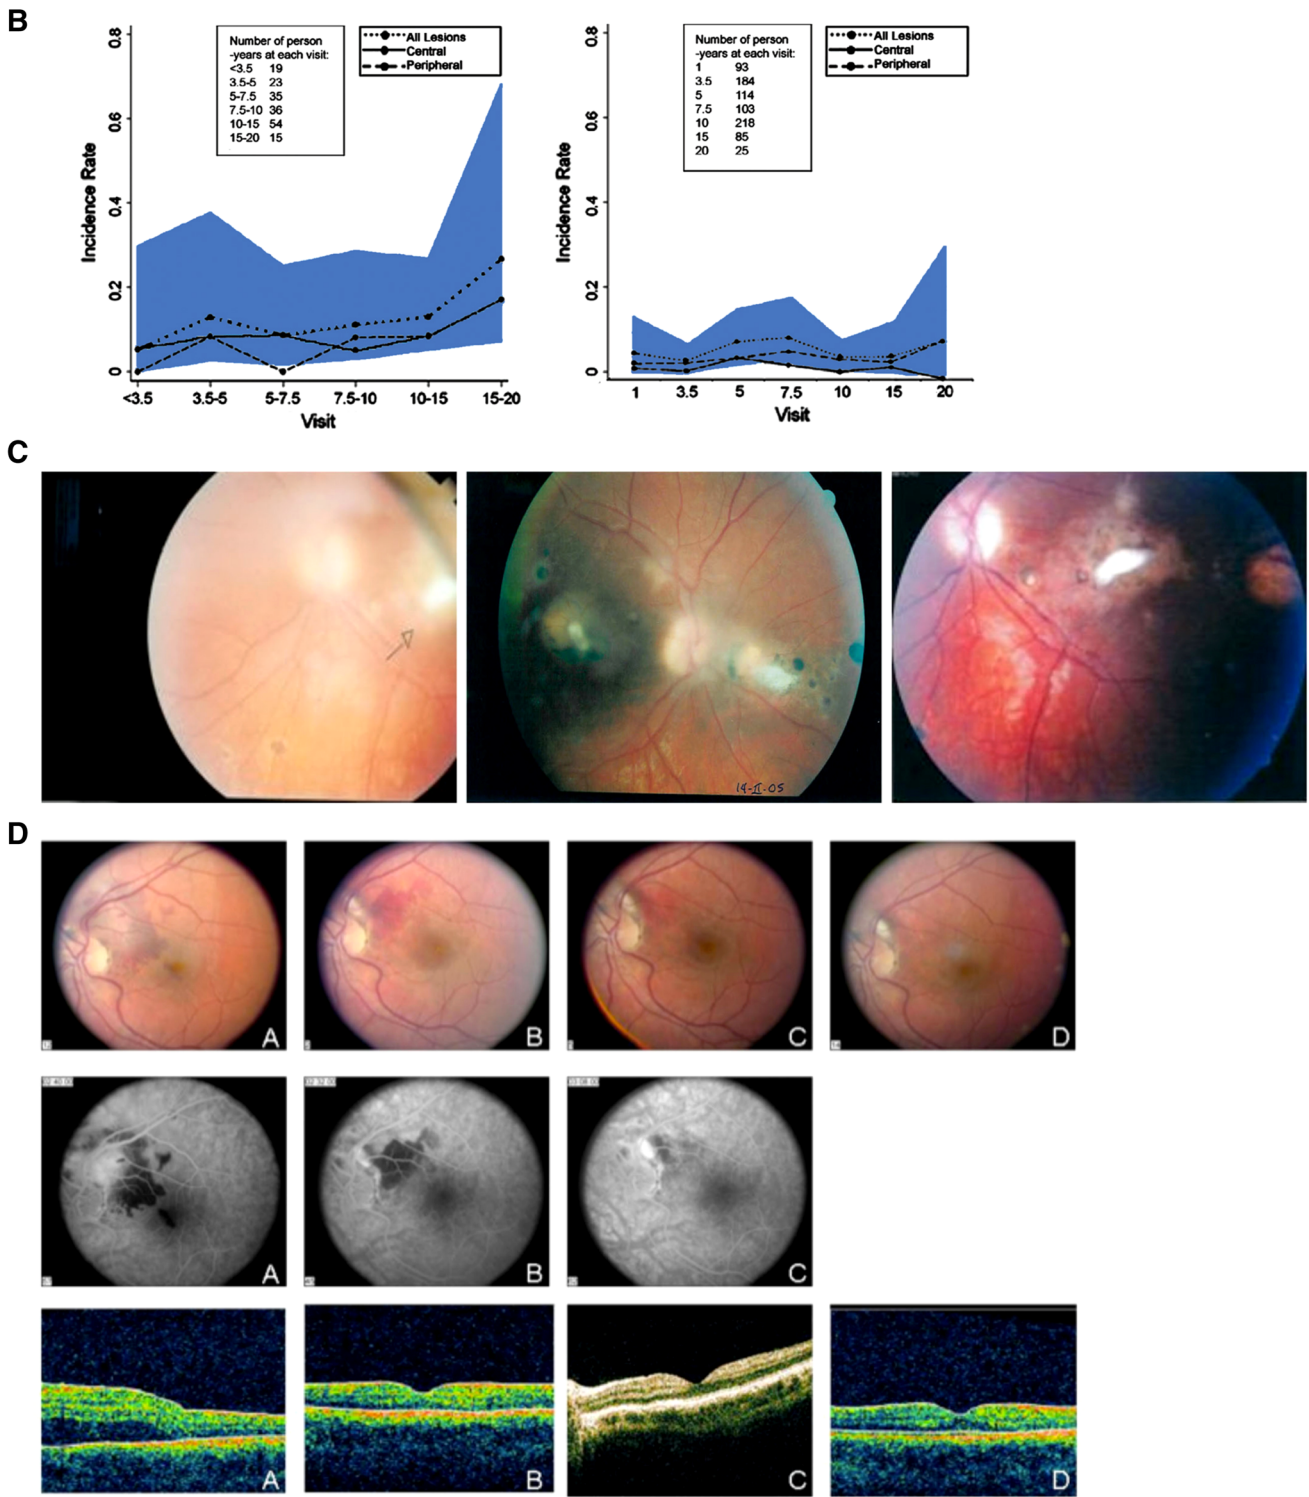 B
Incidence Rate
0.8
0.6
0.4
0.2
0
Number of person
-years at each visit:
<3.5 19
3.5-5 23
5-7.5 35
7.5-10 36
10-15 54
15-20 15
All Lesions
Central
Peripheral
<3.5 3.5-5 5-7.5 7.5-10 10-15 15-20
Visit
Incidence Rate
0.8
0.6
0.4
0.2
0
Number of person
-years at each visit:
1 93
3.5 184
5 114
7.5 103
10 218
15 85
20 25
All Lesions
Central
Peripheral
1 3.5 5 7.5 10 15 20
Visit
C
14-II-05
D
A
B
C
D
A
B
C
A
B
C
D